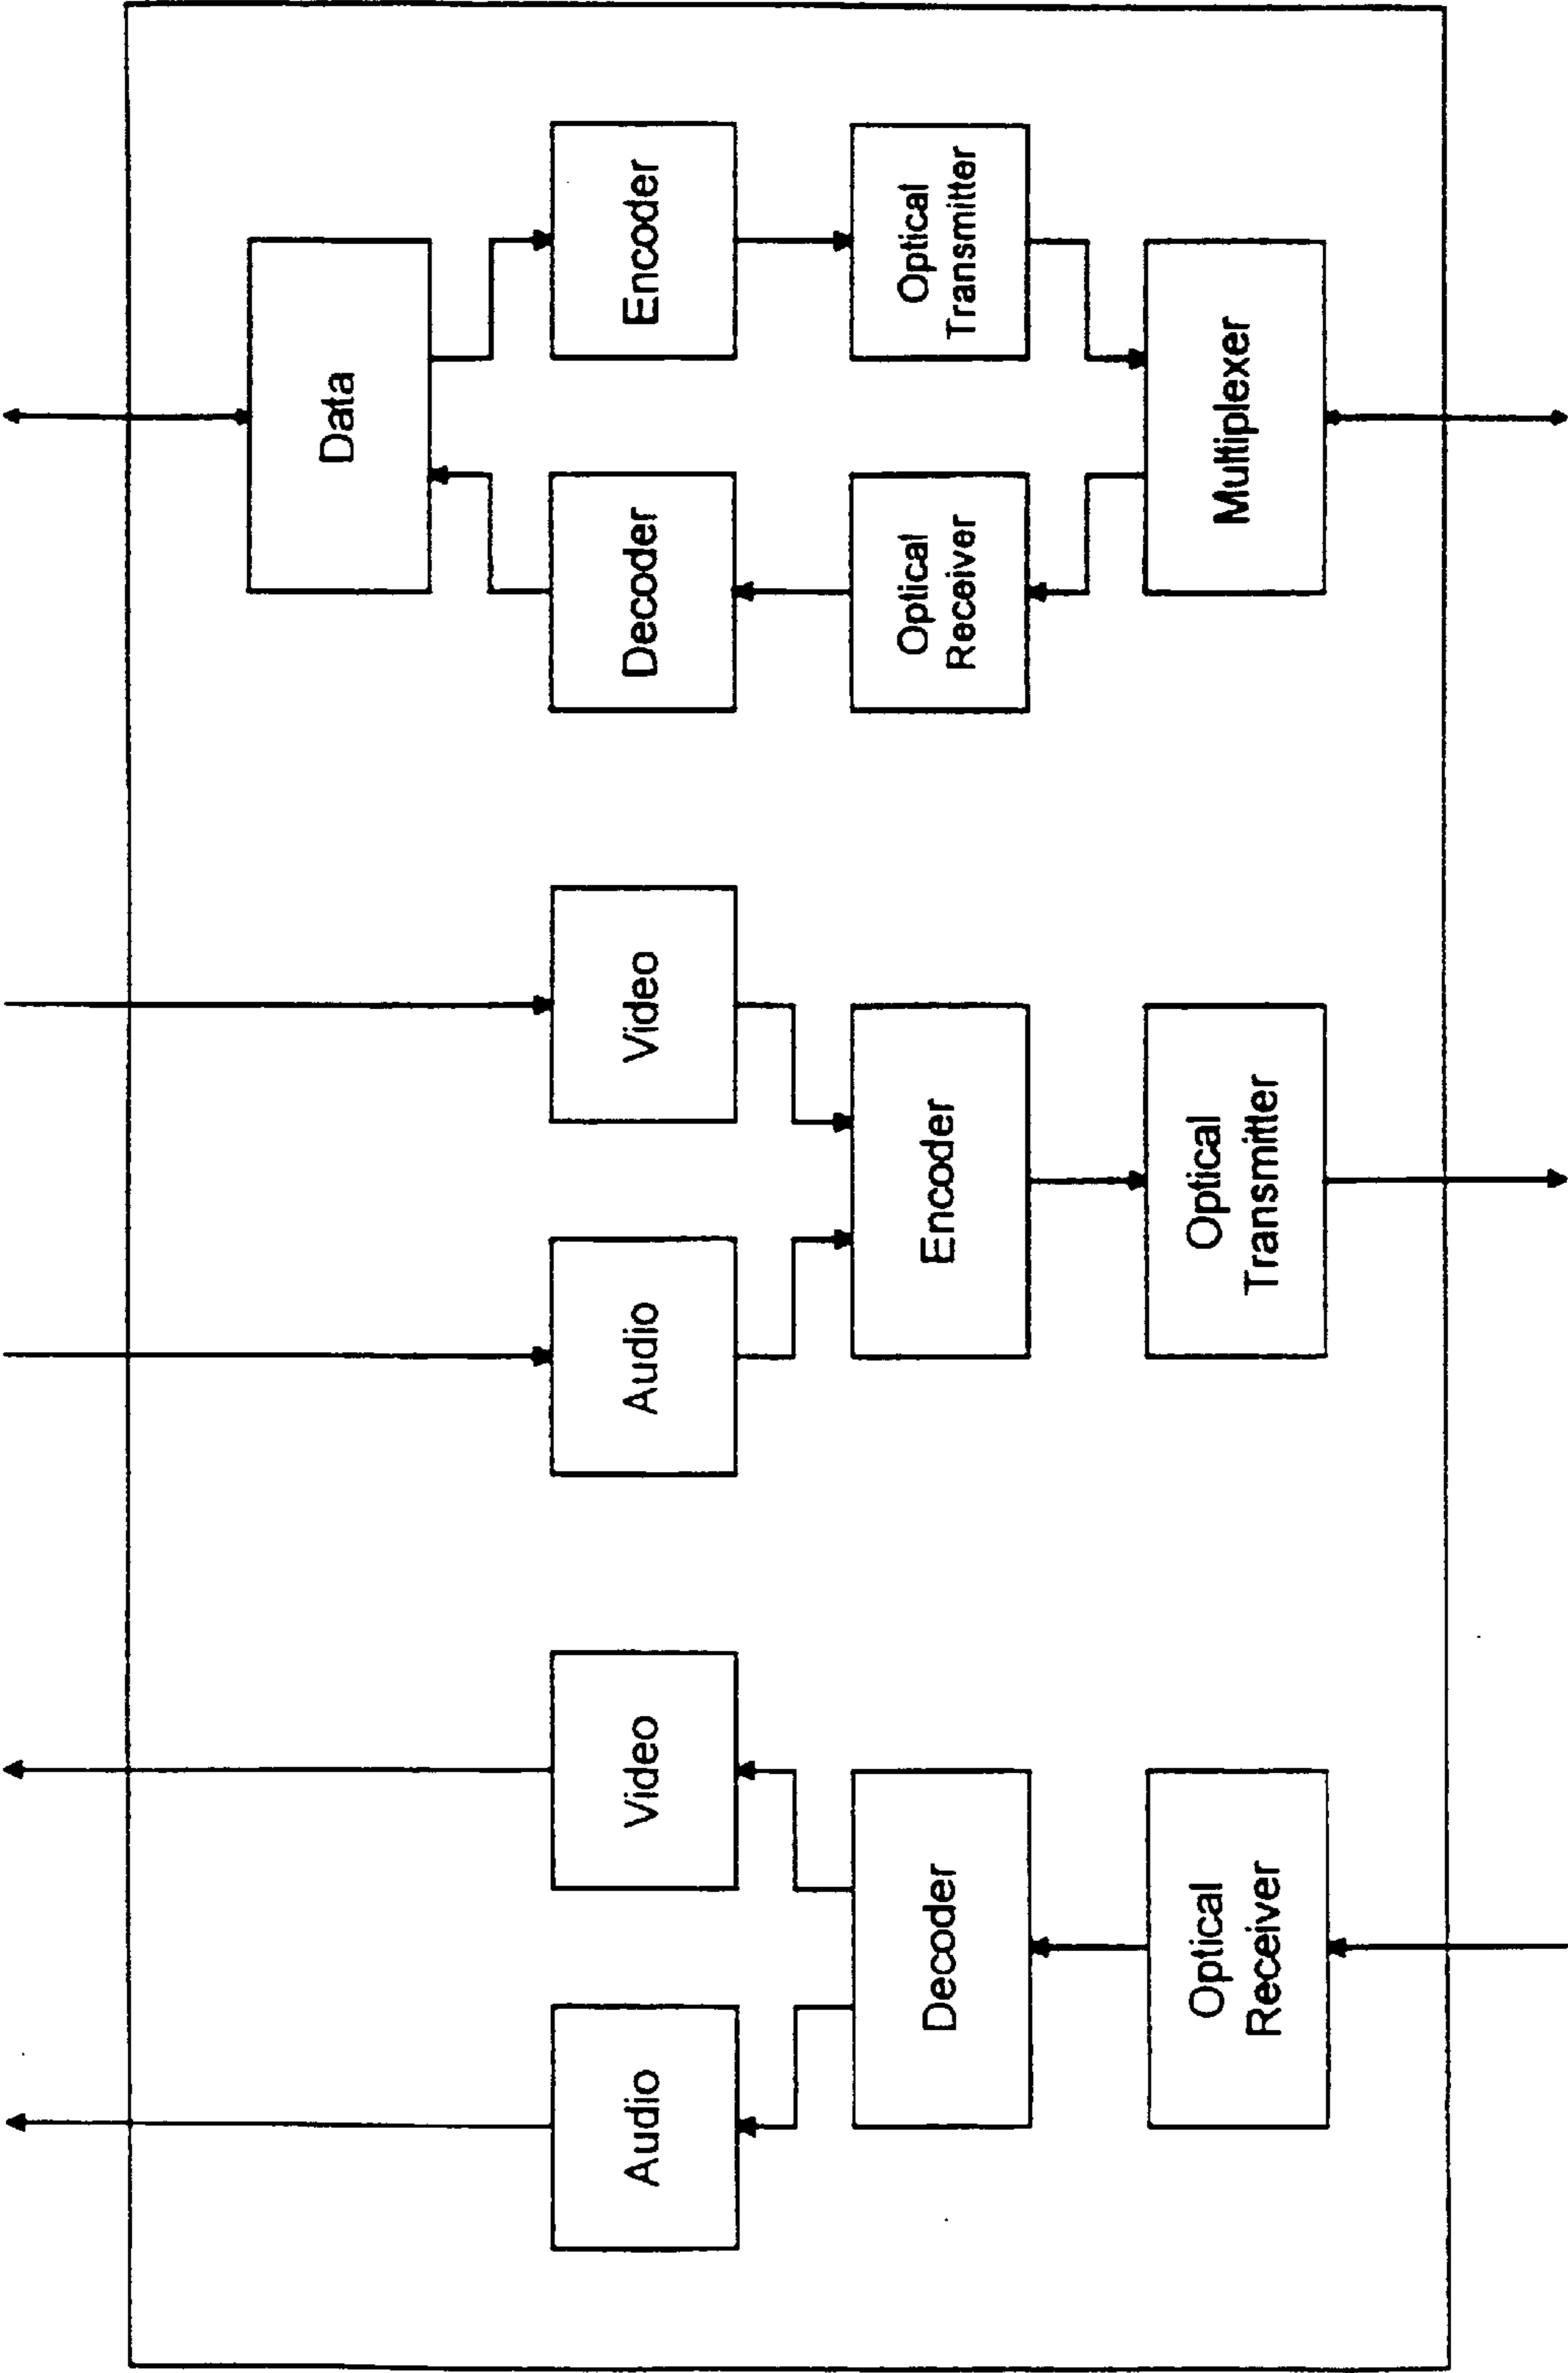 Data
Audio
Video
Audio
Video
Decoder
Encoder
Decoder
Encoder
Optical
Receiver
Optical
Transmitter
Optical
Receiver
Optical
Transmitter
Multiplexer